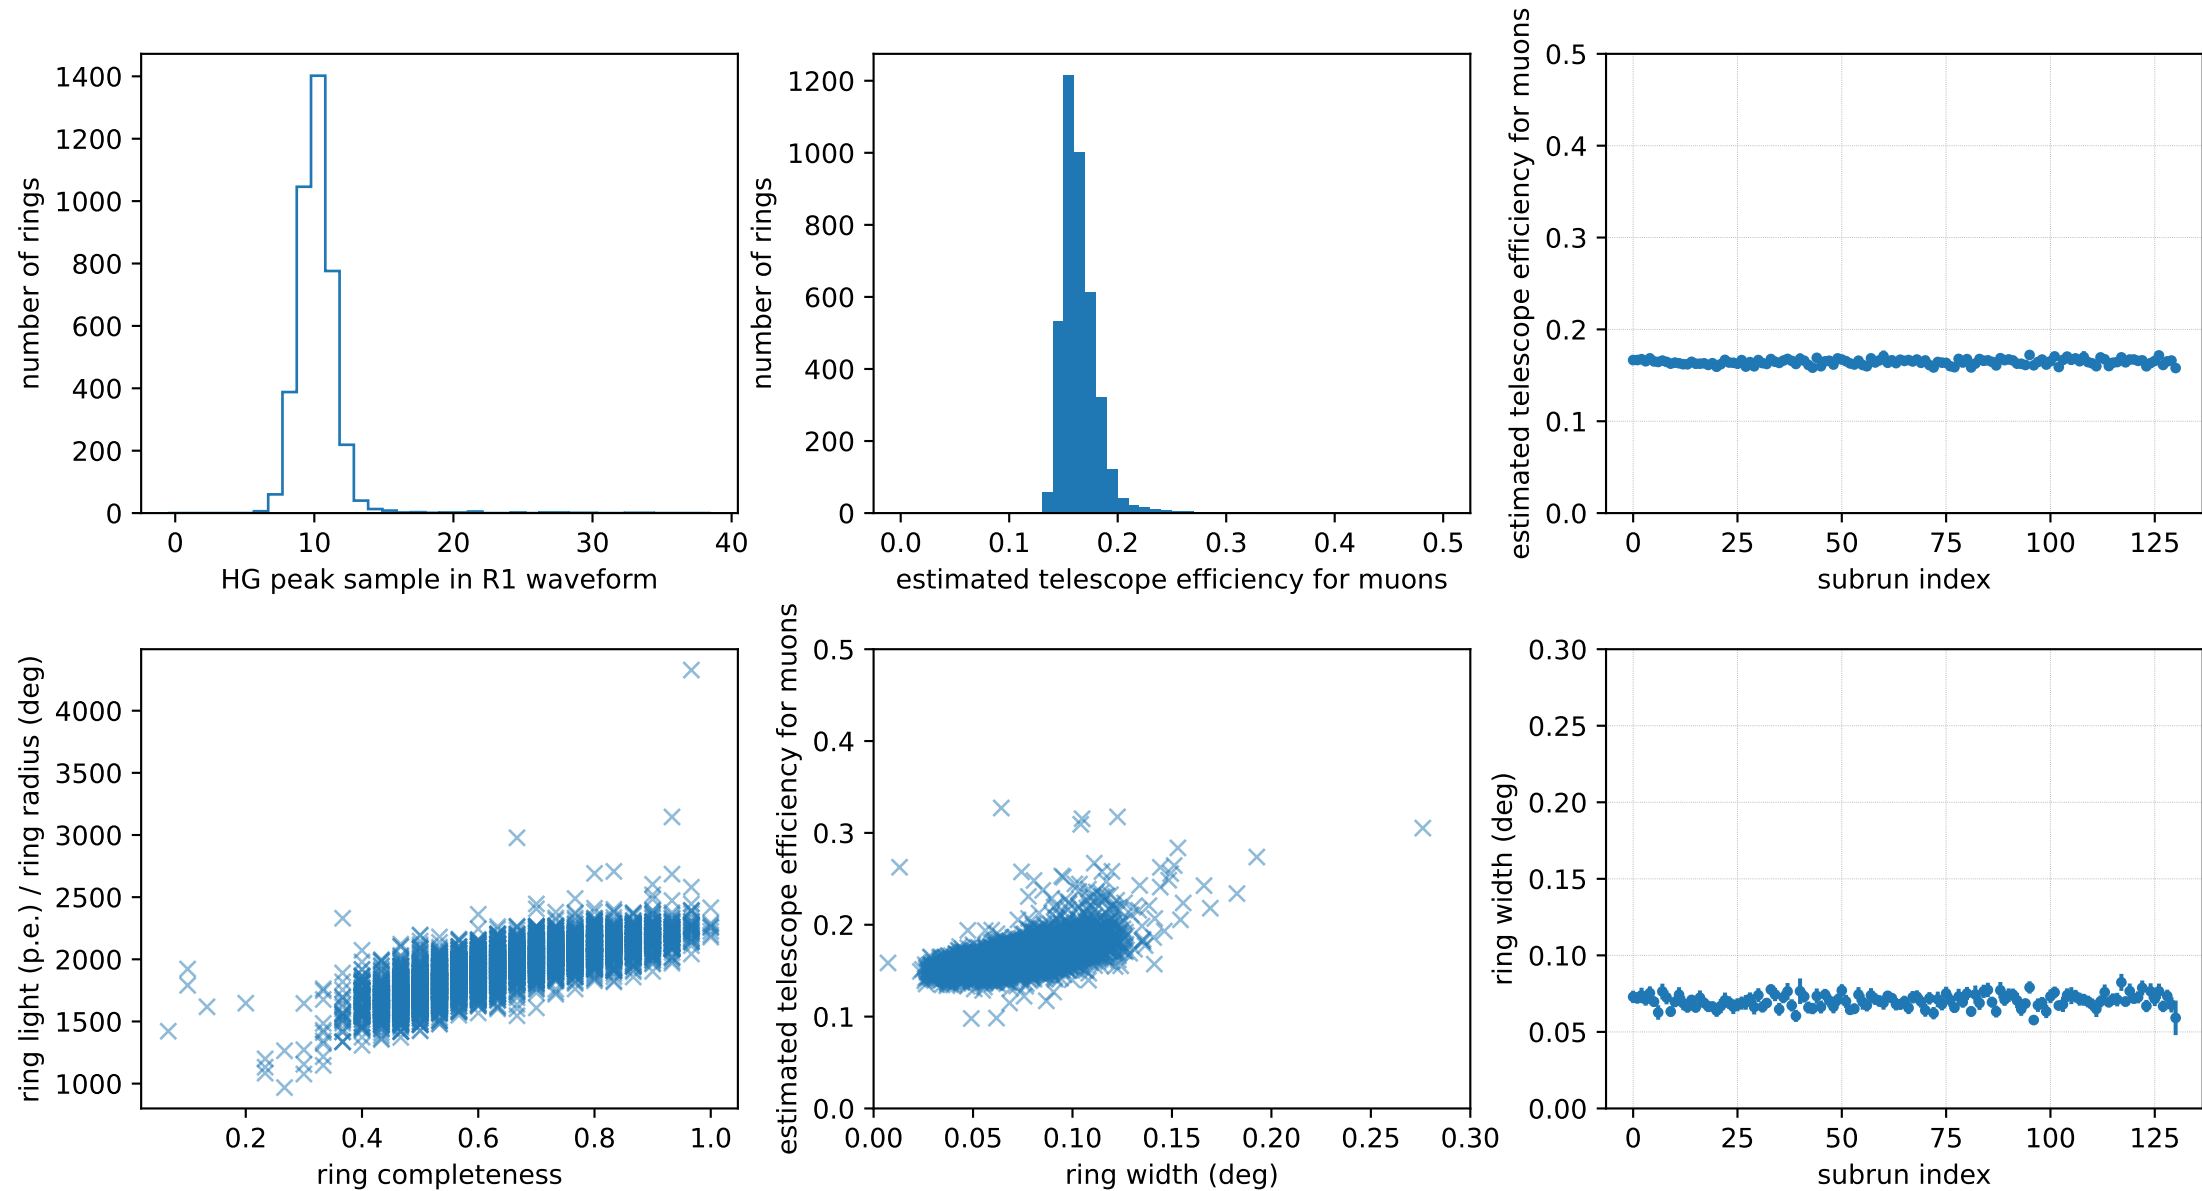 number of rings
1400
1200
1000
800
600
400
200
0
0 10 20 30 40
HG peak sample in R1 waveform
number of rings
1200
1000
800
600
400
200
0
0.0 0.1 0.2 0.3 0.4 0.5
estimated telescope efficiency for muons
estimated telescope efficiency for muons
0.5
0.4
0.3
0.2
0.1
0.0
0 25 50 75 100 125
subrun index
ring light (p.e.) / ring radius (deg)
4000
3500
3000
2500
2000
1500
1000
0.2 0.4 0.6 0.8 1.0
ring completeness
estimated telescope efficiency for muons
0.5
0.4
0.3
0.2
0.1
0.0
0.00 0.05 0.10 0.15 0.20 0.25 0.30
ring width (deg)
ring width (deg)
0.30
0.25
0.20
0.15
0.10
0.05
0.00
0 25 50 75 100 125
subrun index